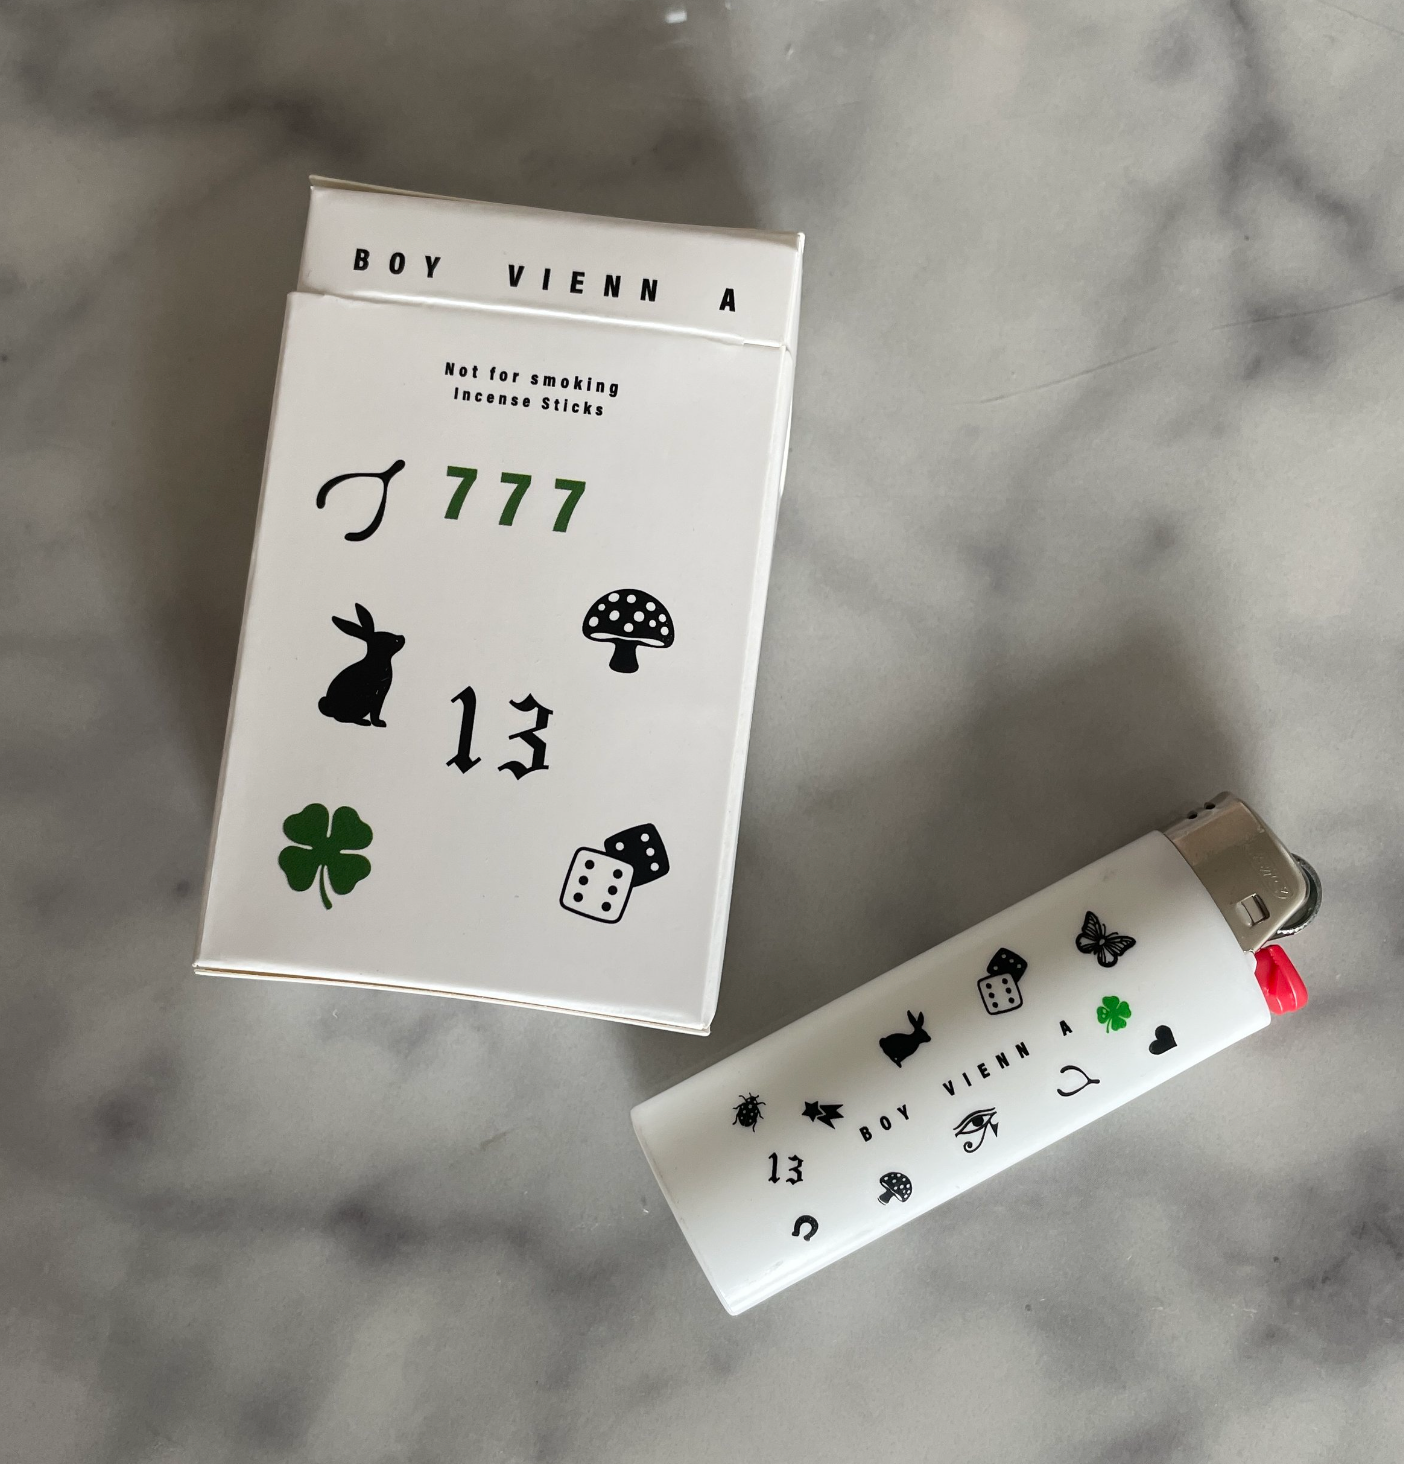 BOY VIENN A
Not for smoking
Incense Sticks
777
13
BOY VIENN A
13